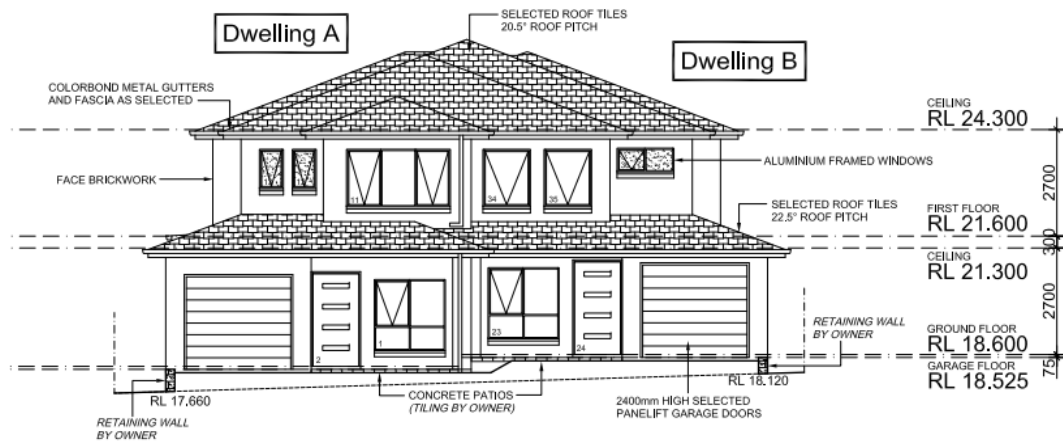 SELECTED ROOF TILES
20.5° ROOF PITCH
Dwelling A
Dwelling B
COLORBOND METAL GUTTERS
AND FASCIA AS SELECTED
CEILING
RL 24.300
ALUMINIUM FRAMED WINDOWS
FACE BRICKWORK
2700
11
34
35
SELECTED ROOF TILES
22.5° ROOF PITCH
FIRST FLOOR
RL 21.600
300
CEILING
RL 21.300
2700
2
1
23
24
RETAINING WALL
BY OWNER
GROUND FLOOR
RL 18.600
GARAGE FLOOR
RL 18.525
75
RL 17.660
CONCRETE PATIOS
(TILING BY OWNER)
RL 18.120
2400mm HIGH SELECTED
PANELIFT GARAGE DOORS
RETAINING WALL
BY OWNER